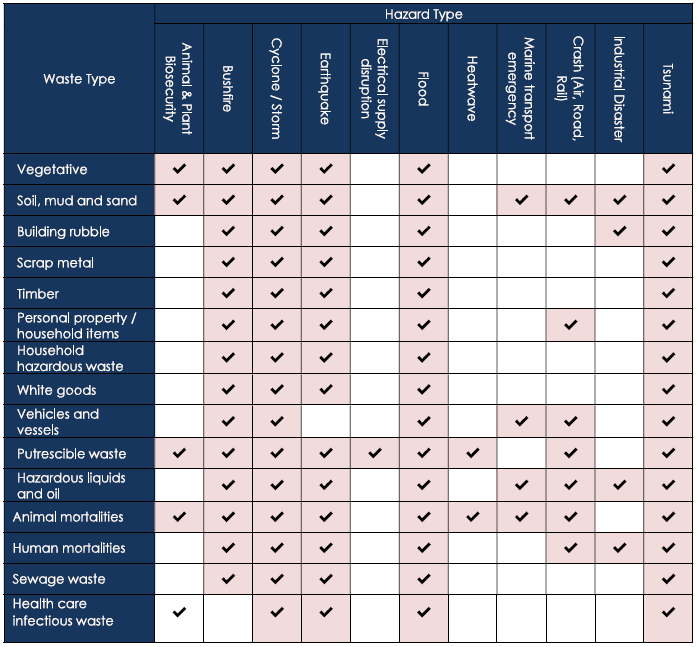 Waste Type
Hazard Type
Animal & Plant
Biosecurity
Bushfire
Cyclone / Storm
Earthquake
Electrical supply
disruption
Flood
Heatwave
Marine transport
emergency
Crash (Air, Road,
Rail)
Industrial Disaster
Tsunami
Vegetative ✓ ✓ ✓ ✓ ✓ ✓
Soil, mud and sand ✓ ✓ ✓ ✓ ✓ ✓ ✓ ✓ ✓
Building rubble ✓ ✓ ✓ ✓ ✓ ✓
Scrap metal ✓ ✓ ✓ ✓ ✓
Timber ✓ ✓ ✓ ✓ ✓
Personal property /
household items ✓ ✓ ✓ ✓ ✓ ✓
Household
hazardous waste ✓ ✓ ✓ ✓ ✓
White goods ✓ ✓ ✓ ✓ ✓
Vehicles and
vessels ✓ ✓ ✓ ✓ ✓ ✓
Putrescible waste ✓ ✓ ✓ ✓ ✓ ✓ ✓ ✓ ✓
Hazardous liquids
and oil ✓ ✓ ✓ ✓ ✓ ✓ ✓ ✓
Animal mortalities ✓ ✓ ✓ ✓ ✓ ✓ ✓ ✓ ✓
Human mortalities ✓ ✓ ✓ ✓ ✓ ✓ ✓
Sewage waste ✓ ✓ ✓ ✓ ✓
Health care
infectious waste ✓ ✓ ✓ ✓ ✓